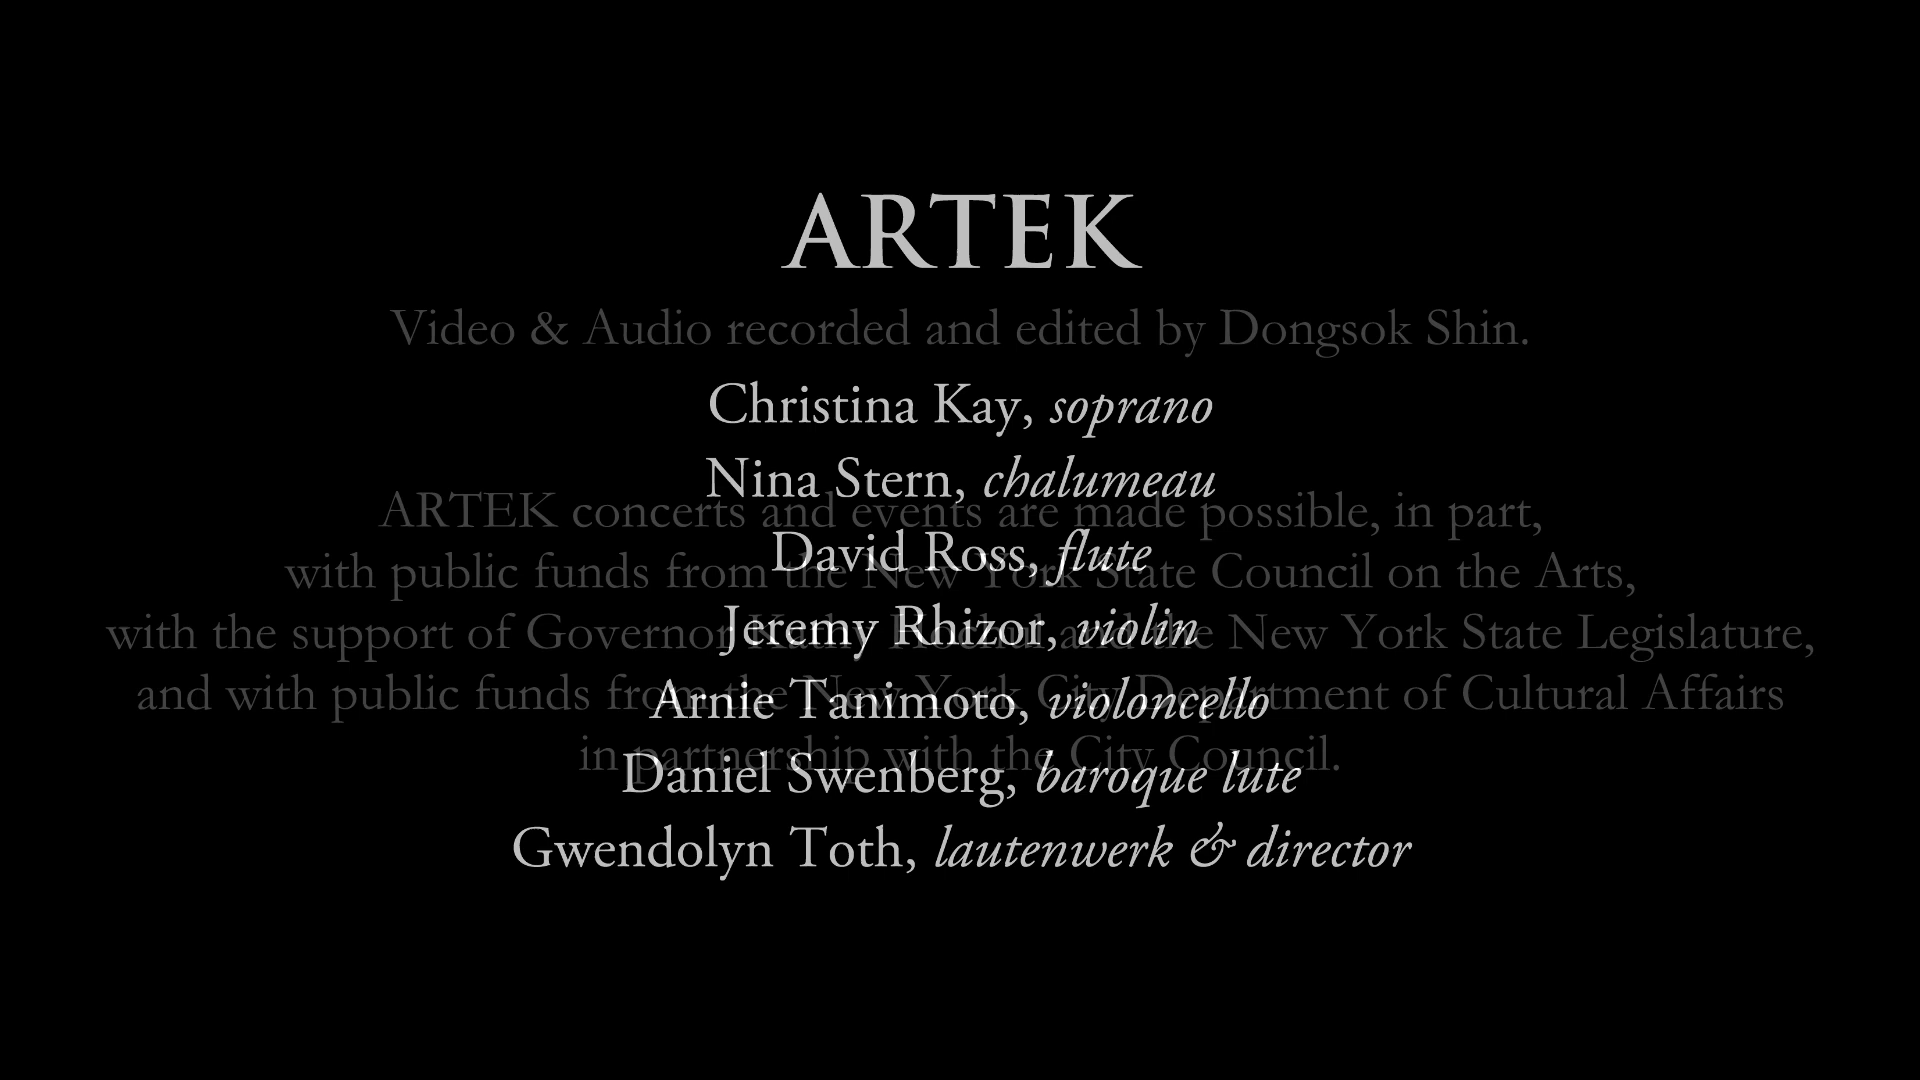 ARTEK
Video & Audio recorded and edited by Dongsok Shin.
Christina Kay, soprano
Nina Stern, chalumeau
ARTEK concerts and events are made possible, in part,
David Ross, flute
with public funds from the New York State Council on the Arts,
Jeremy Rhizor, violin
with the support of Governor Kathy Hochul and the New York State Legislature,
and with public funds from the New York City Department of Cultural Affairs
Arnie Tanimoto, violoncello
in partnership with the City Council.
Daniel Swenberg, baroque lute
Gwendolyn Toth, lautenwerk & director